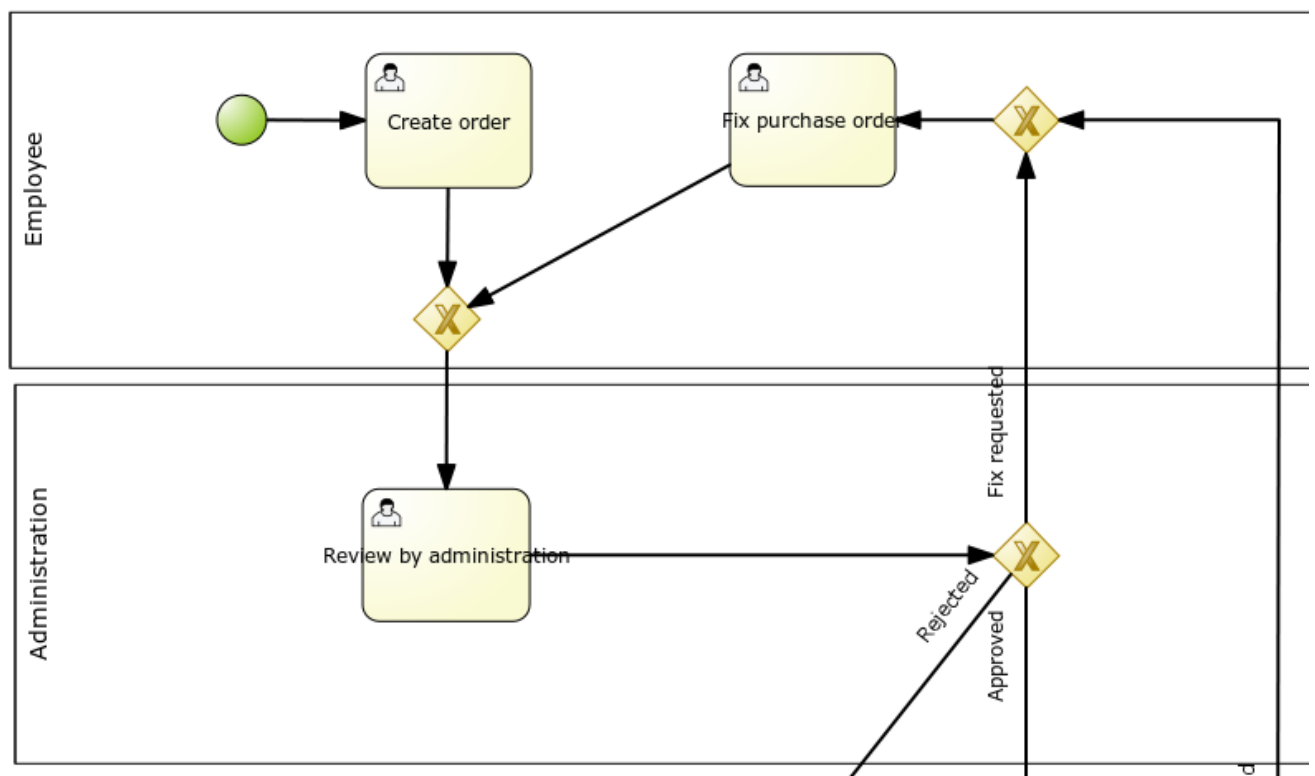 Employee
Create order
Fix purchase order
Fix requested
Administration
Review by administration
Rejected
Approved
d